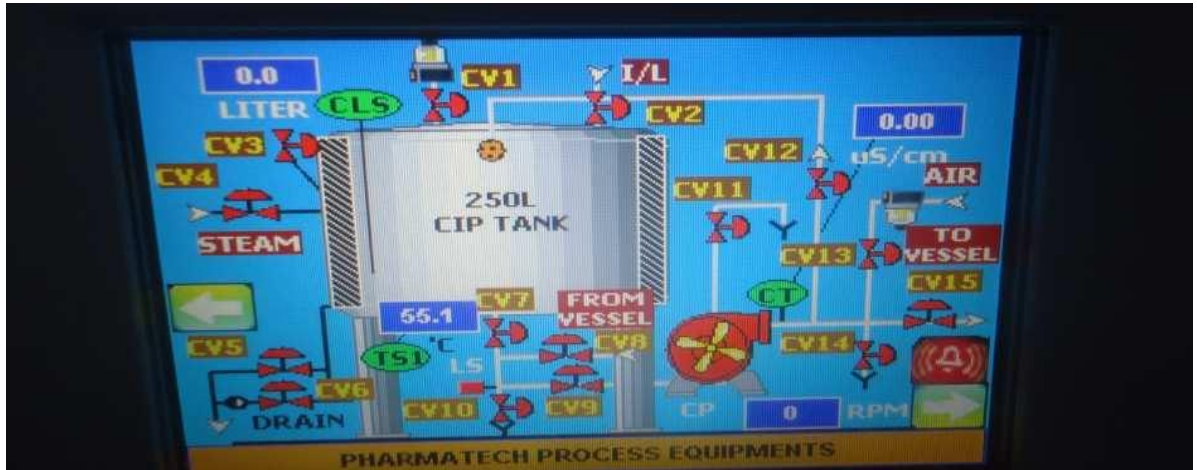 0.0
LITER
CLS
CV1
I/L
CV2
0.00
uS/cm
CV3
CV12
CV4
CV11
AIR
250L
CIP TANK
STEAM
CV13
TO
VESSEL
CT
CV15
CV7
FROM
VESSEL
55.1
°C
CV5
TS1
LS
CV8
CV14
CV6
CV10
CV9
CP
0
RPM
DRAIN
PHARMATECH PROCESS EQUIPMENTS